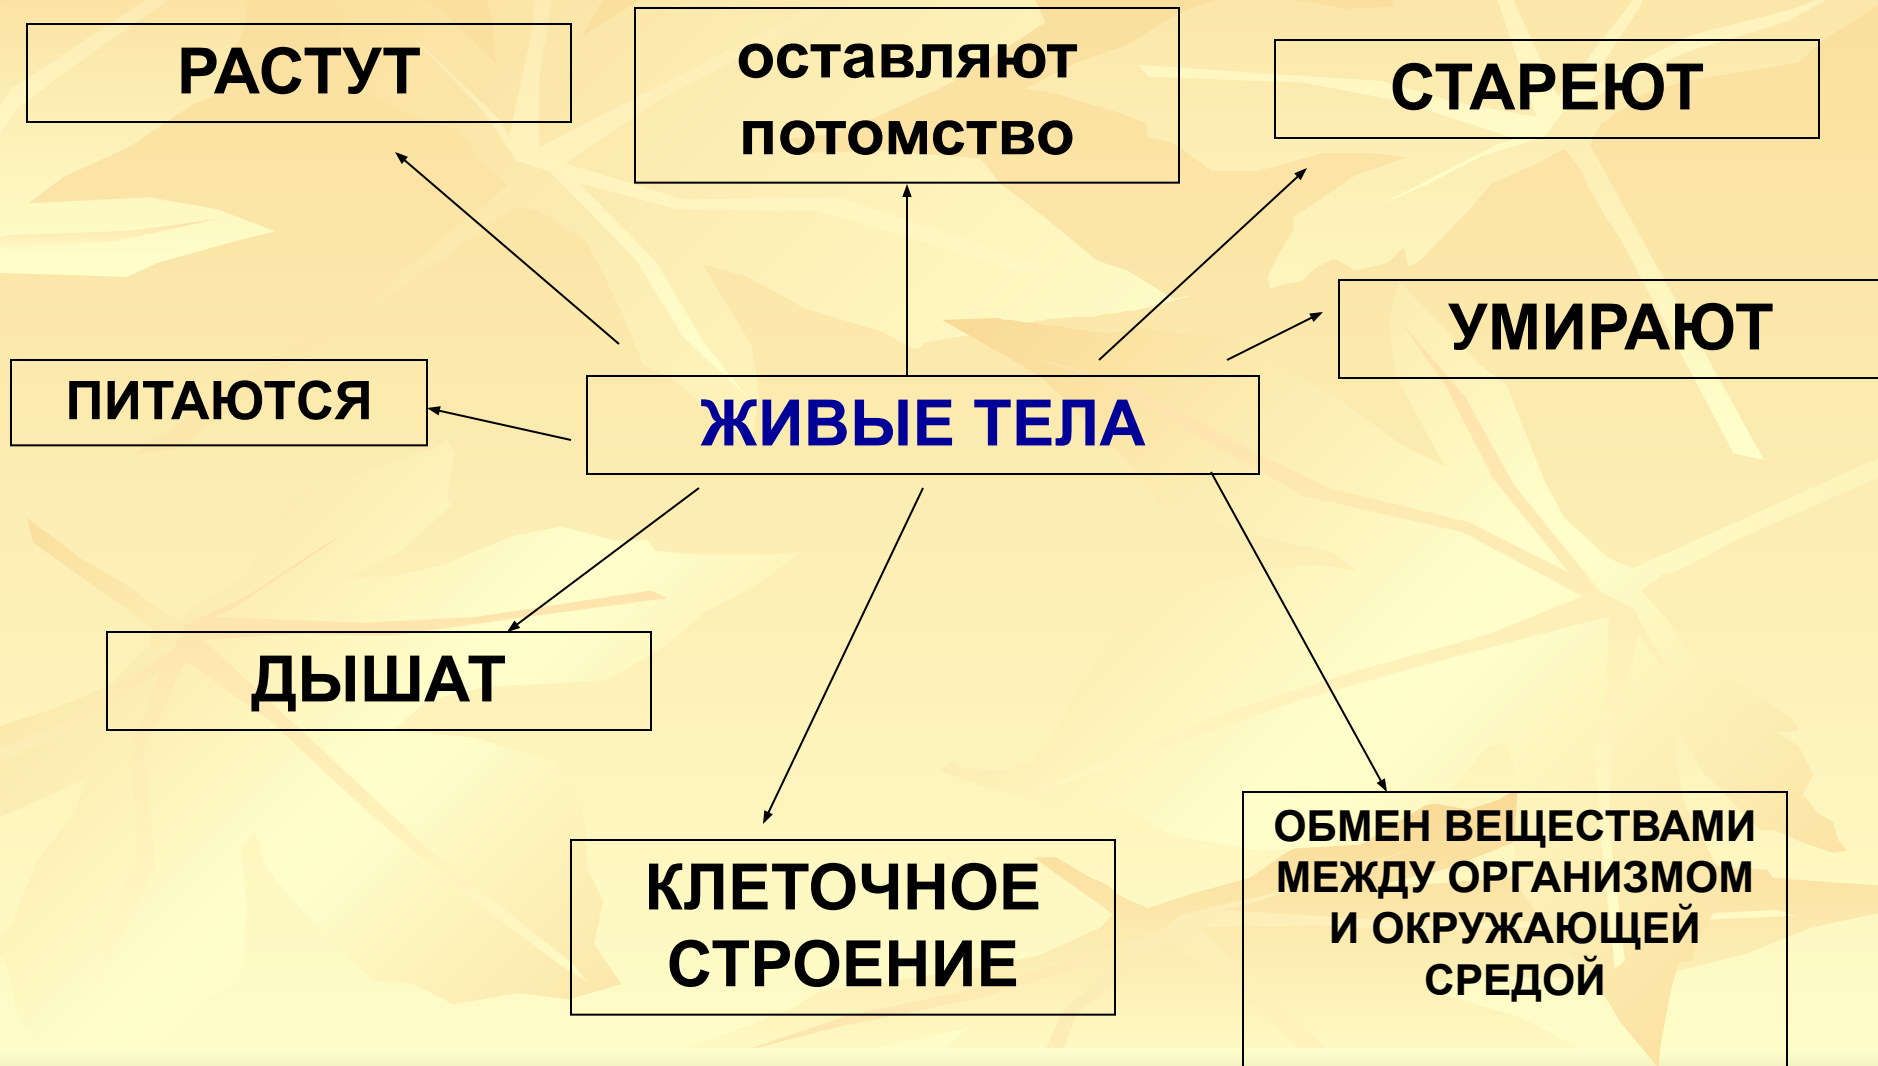 РАСТУТ
оставляют
потомство
СТАРЕЮТ
УМИРАЮТ
ПИТАЮТСЯ
ЖИВЫЕ ТЕЛА
ДЫШАТ
КЛЕТОЧНОЕ
СТРОЕНИЕ
ОБМЕН ВЕЩЕСТВАМИ
МЕЖДУ ОРГАНИЗМОМ
И ОКРУЖАЮЩЕЙ
СРЕДОЙ